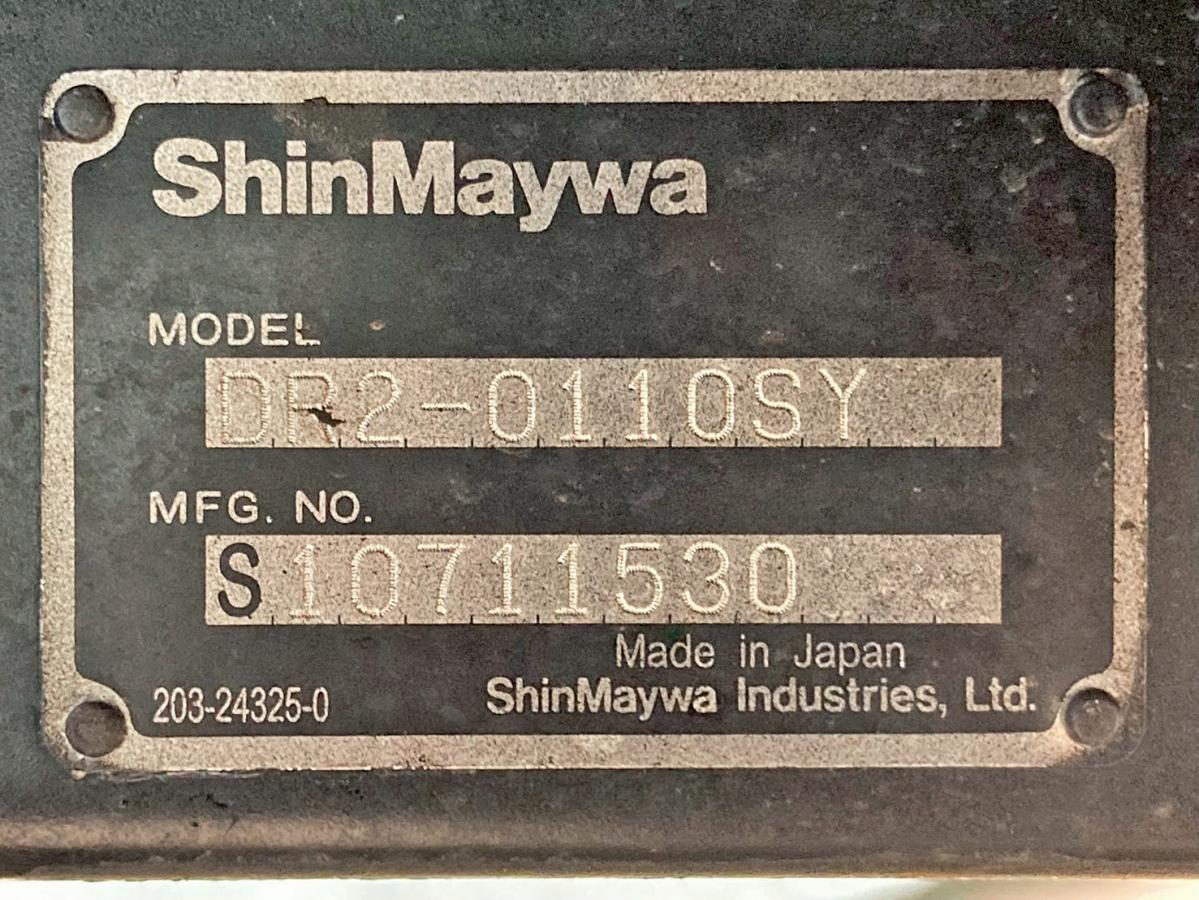 ShinMaywa
MODEL
DR2-0110SY
MFG. NO.
S10711530
Made in Japan
203-24325-0
ShinMaywa Industries, Ltd.